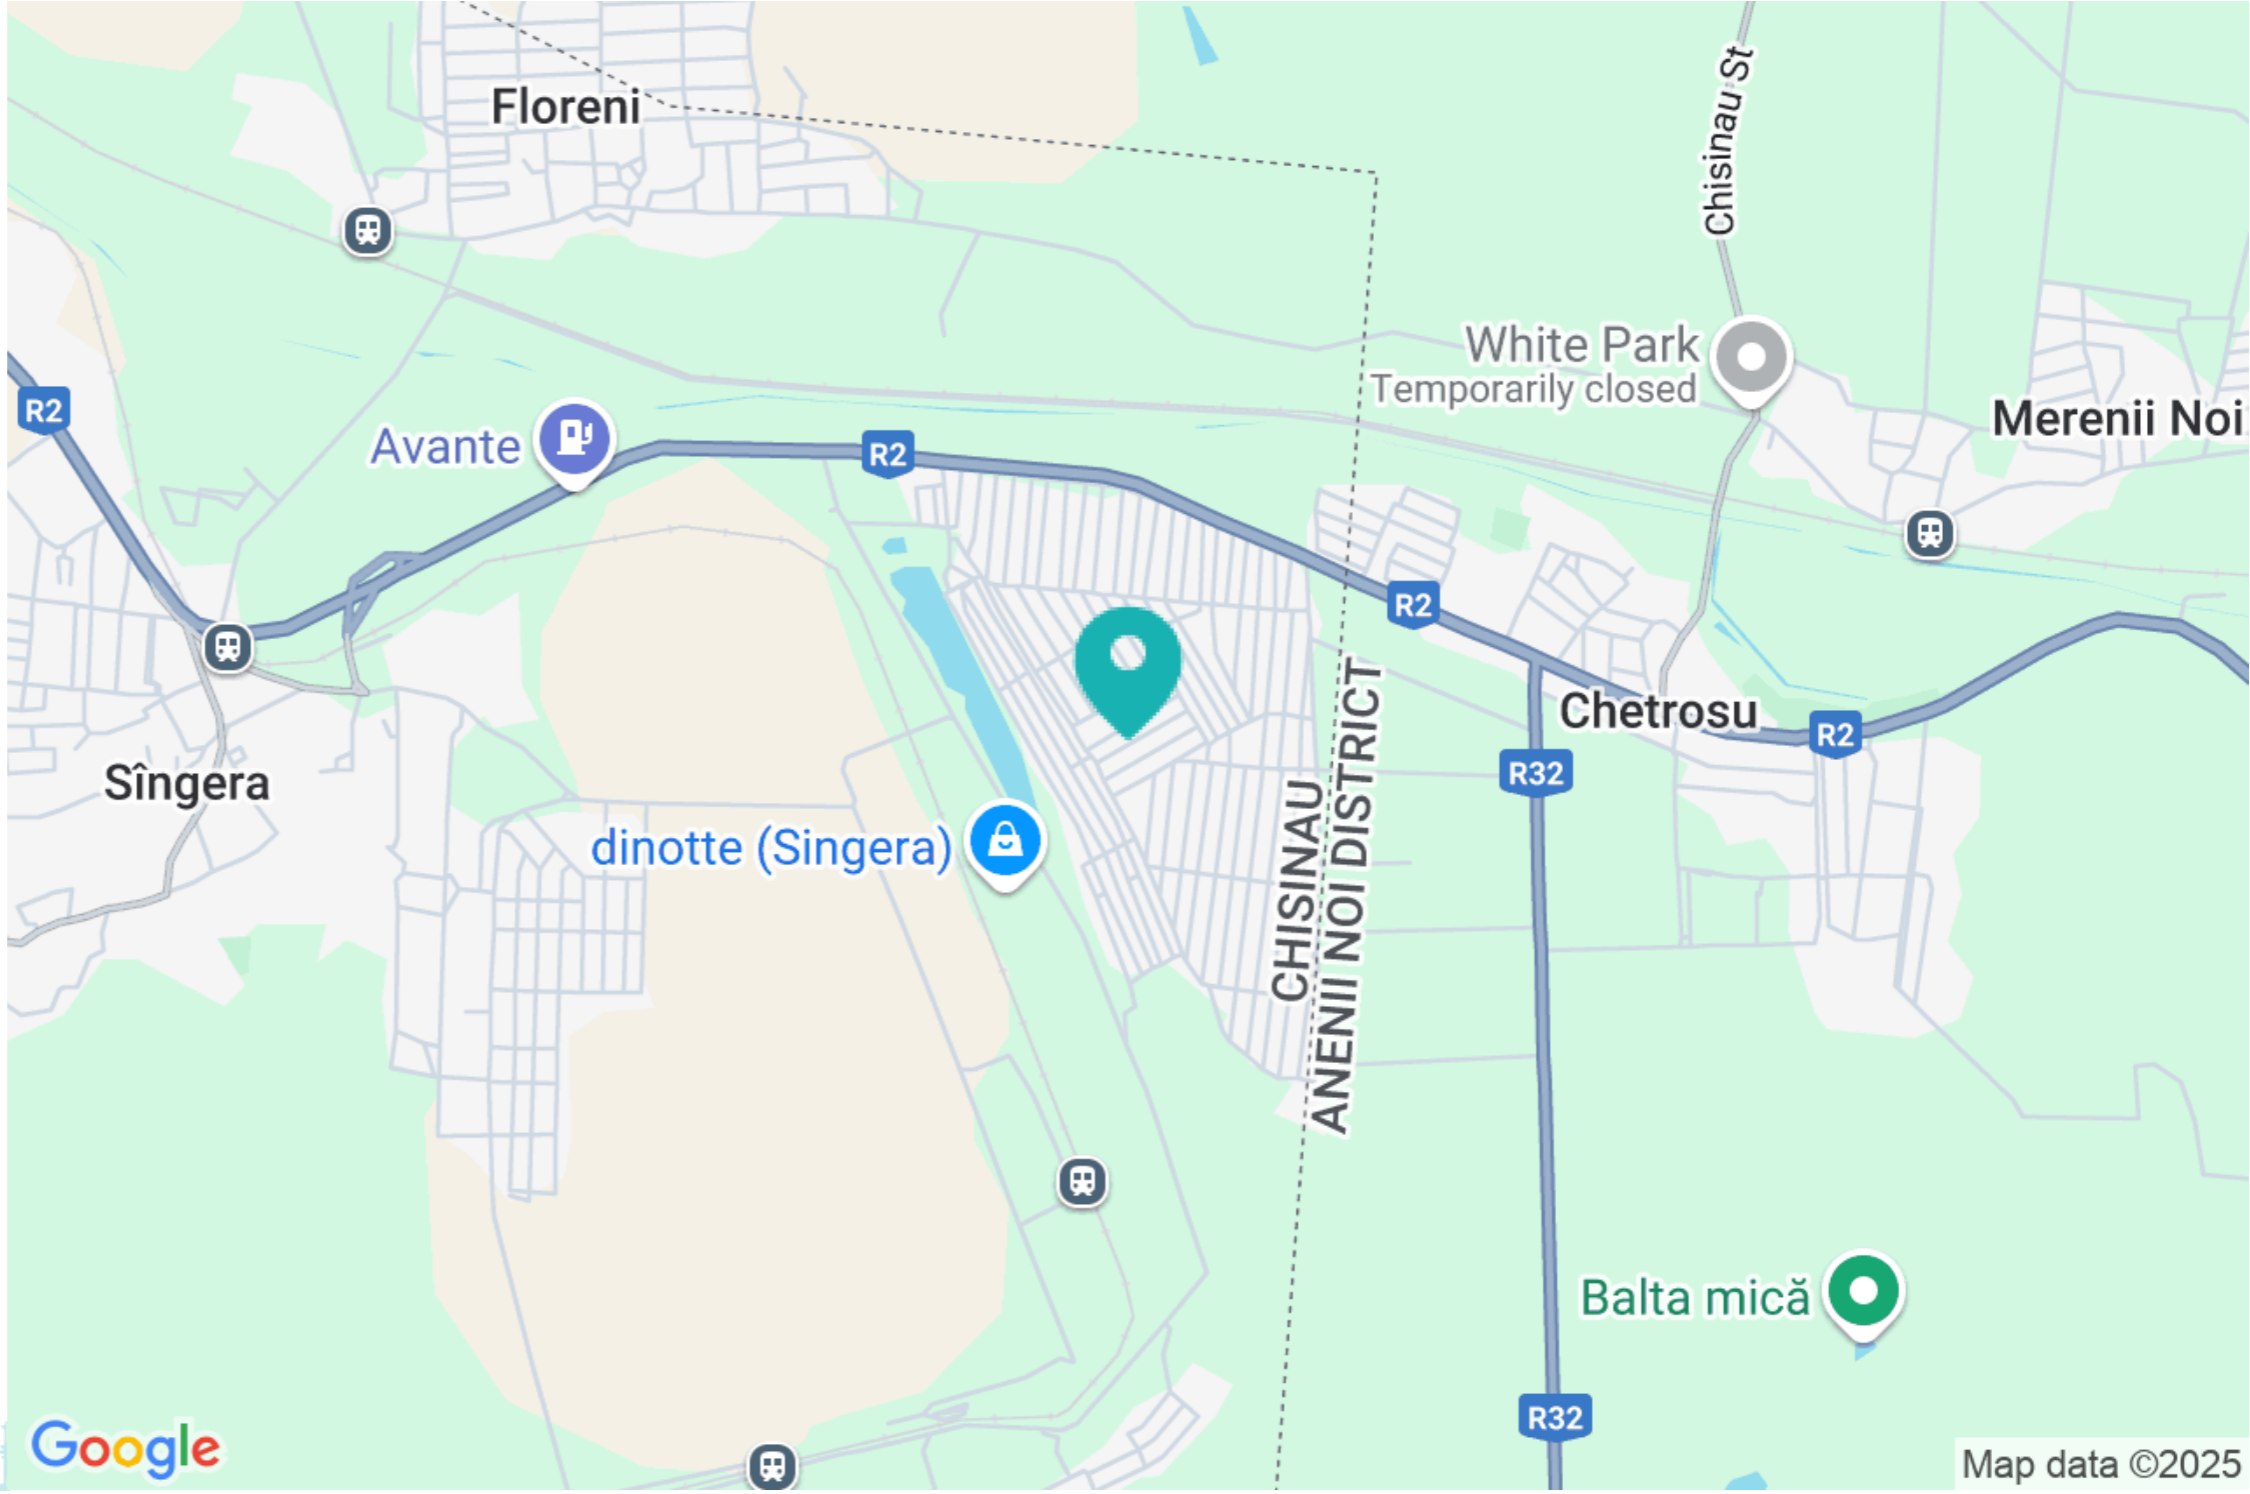 Floreni
Chisinau St
White Park
Temporarily closed
R2
Avante
R2
Merenii Noi
R2
Chetrosu
R2
Sîngera
R32
dinotte (Singera)
CHISINAU
ANENII NOI DISTRICT
Balta mică
R32
Google
Map data ©2025